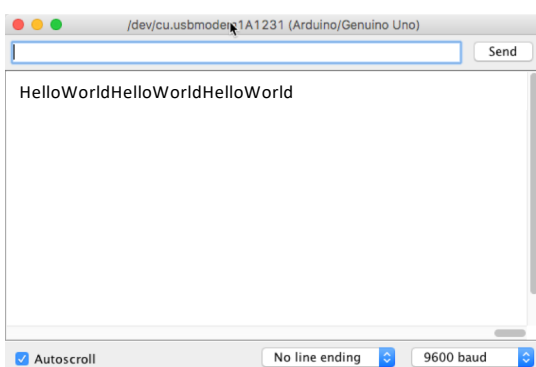 /dev/cu.usbmodem1A1231 (Arduino/Genuino Uno)
Send
HelloWorldHelloWorldHelloWorld
Autoscroll
No line ending
9600 baud